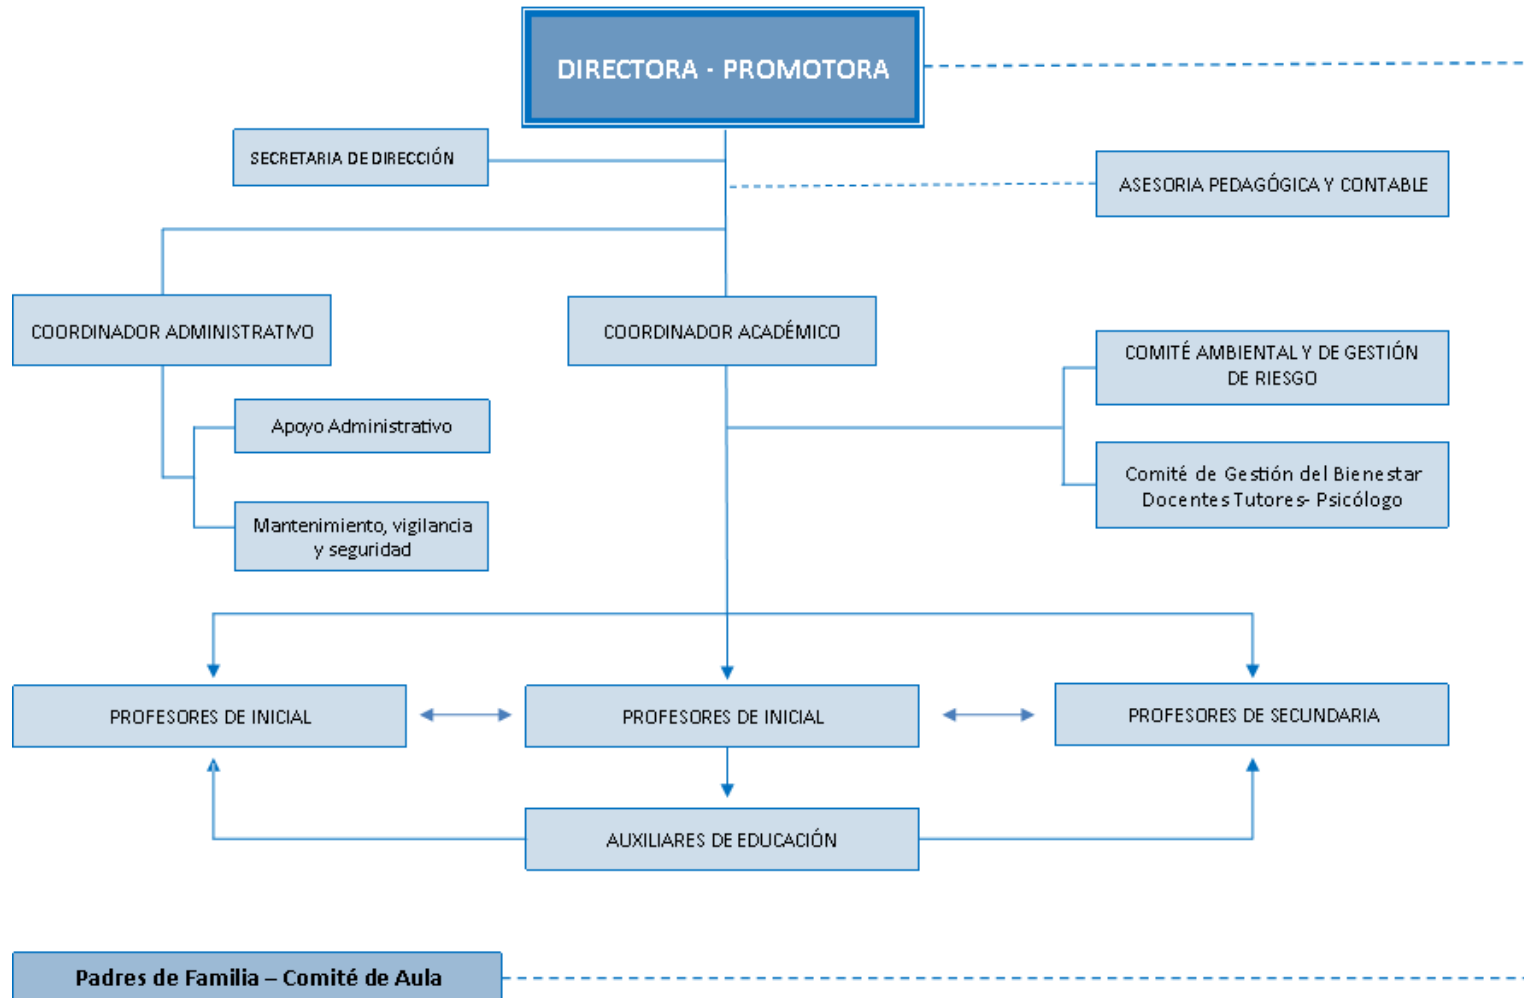 DIRECTORA - PROMOTORA
SECRETARIA DE DIRECCIÓN
ASESORIA PEDAGÓGICA Y CONTABLE
COORDINADOR ADMINISTRATIVO
COORDINADOR ACADÉMICO
COMITÉ AMBIENTAL Y DE GESTIÓN
DE RIESGO
Apoyo Administrativo
Comité de Gestión del Bienestar
Docentes Tutores- Psicólogo
Mantenimiento, vigilancia
y seguridad
PROFESORES DE INICIAL
PROFESORES DE INICIAL
PROFESORES DE SECUNDARIA
AUXILIARES DE EDUCACIÓN
Padres de Familia – Comité de Aula